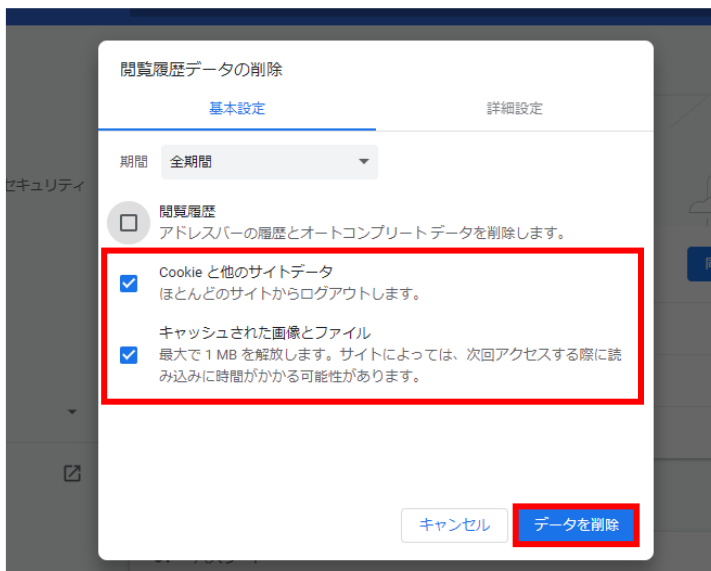 閲覧履歴データの削除
基本設定
詳細設定
期間 全期間
セキュリティ
閲覧履歴
アドレスバーの履歴とオートコンプリート データを削除します。
Cookie と他のサイトデータ
ほとんどのサイトからログアウトします。
キャッシュされた画像とファイル
最大で 1 MB を解放します。サイトによっては、次回アクセスする際に読
み込みに時間がかかる可能性があります。
キャンセル
データを削除